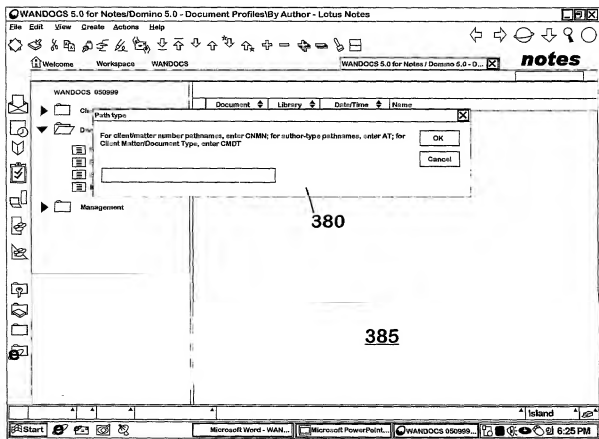 WANDOCS 5.0 for Notes/Domino 5.0 - Document Profiles\By Author - Lotus Notes
File Edit View Create Actions Help
Welcome Workspace WANDOCS
WANDOCS 5.0 for Notes / Domino 5.0 - D...
notes
WANDOCS 050999
Document Library Date/Time Name
Path type
For client/matter number pathnames, enter CNMN; for author-type pathnames, enter AT; for
Client Matter/Document Type, enter CMDT
OK
Cancel
Management
380
385
Island
Start
Microsoft Word - WAN...
Microsoft PowerPoint...
WANDOCS 050999...
6:25 PM